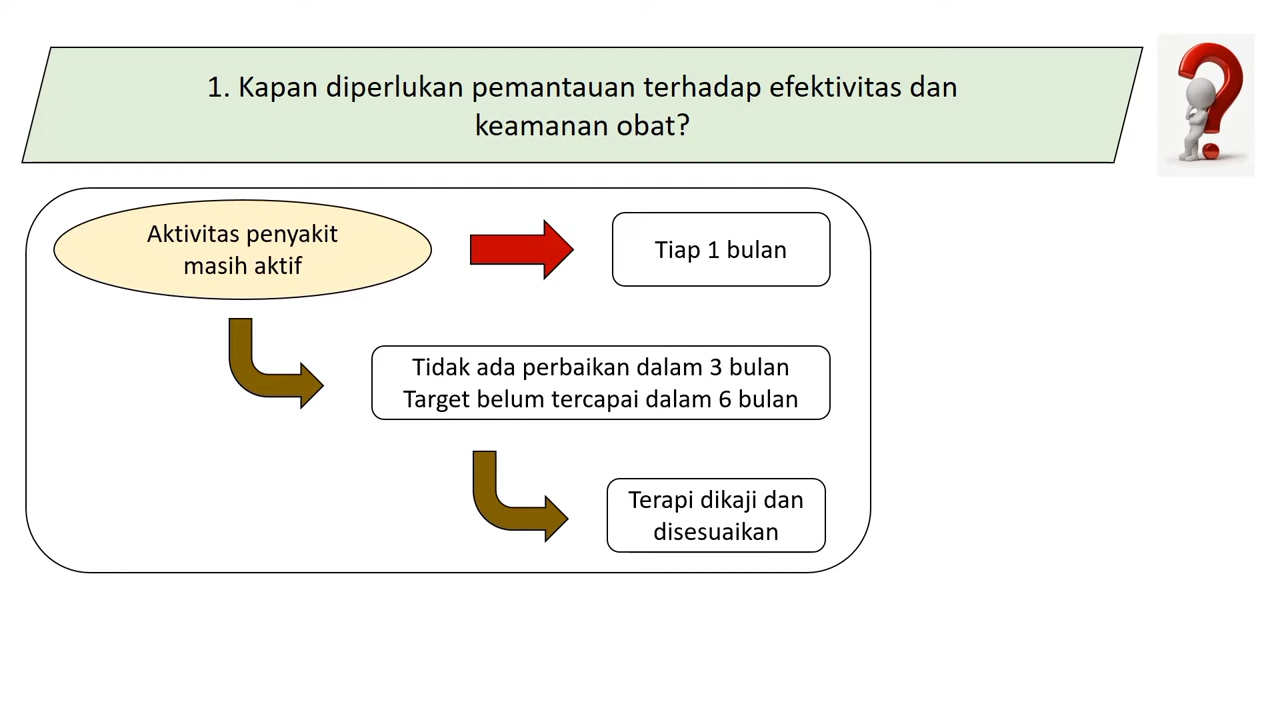 1. Kapan diperlukan pemantauan terhadap efektivitas dan
keamanan obat?
Aktivitas penyakit
masih aktif
Tiap 1 bulan
Tidak ada perbaikan dalam 3 bulan
Target belum tercapai dalam 6 bulan
Terapi dikaji dan
disesuaikan